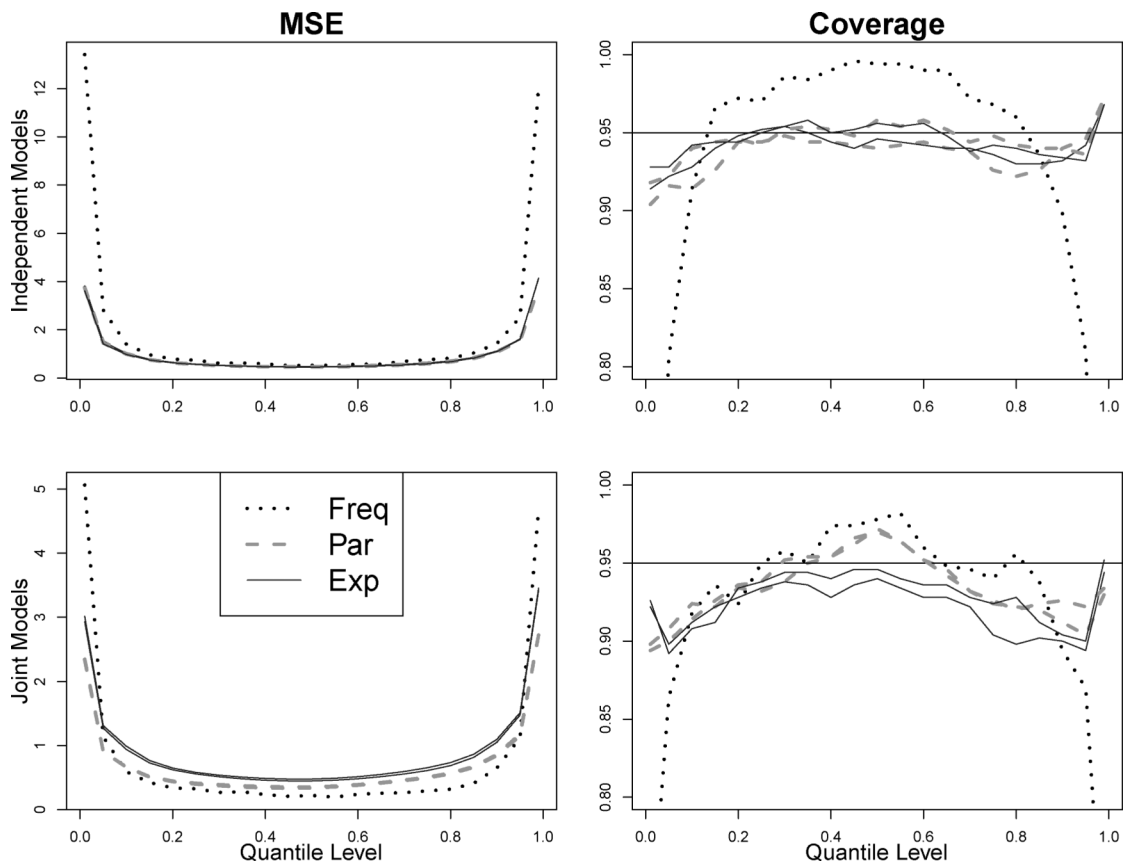 MSE
Coverage
Independent Models
0 2 4 6 8 10 12
0.0 0.2 0.4 0.6 0.8 1.0
0.80 0.85 0.90 0.95 1.00
0.0 0.2 0.4 0.6 0.8 1.0
Joint Models
0 1 2 3 4 5
Freq
Par
Exp
0.0 0.2 0.4 0.6 0.8 1.0
Quantile Level
0.80 0.85 0.90 0.95 1.00
0.0 0.2 0.4 0.6 0.8 1.0
Quantile Level